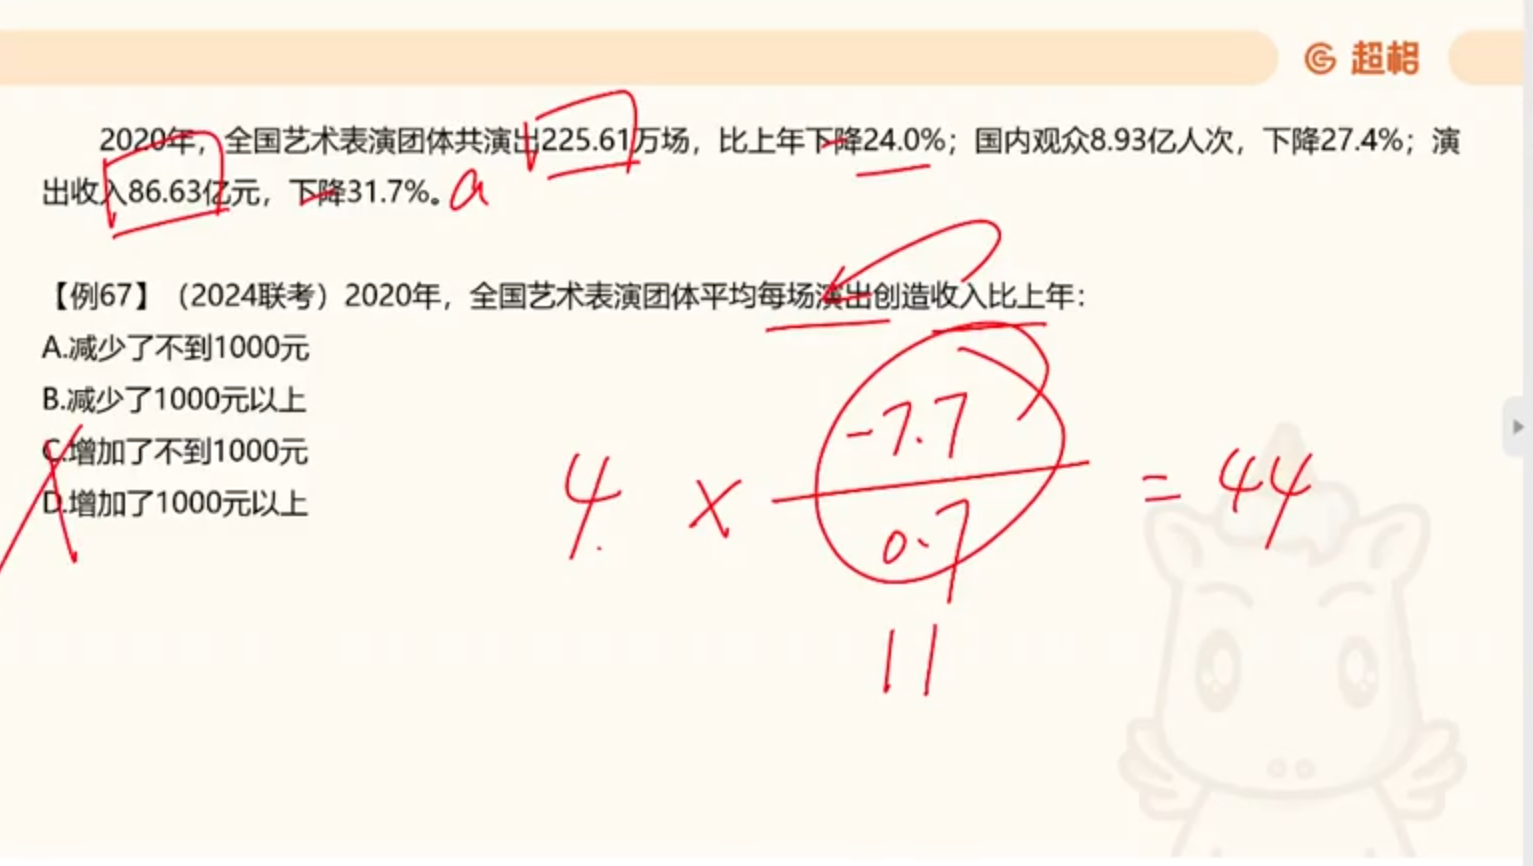 超格
2020年，全国艺术表演团体共演出225.61万场，比上年下降24.0%；国内观众8.93亿人次，下降27.4%；演
出收入86.63亿元，下降31.7%。a
【例67】（2024联考）2020年，全国艺术表演团体平均每场演出创造收入比上年：
A.减少了不到1000元
B.减少了1000元以上
C.增加了不到1000元
D.增加了1000元以上
-7.7
4 × = 44
0.7
11